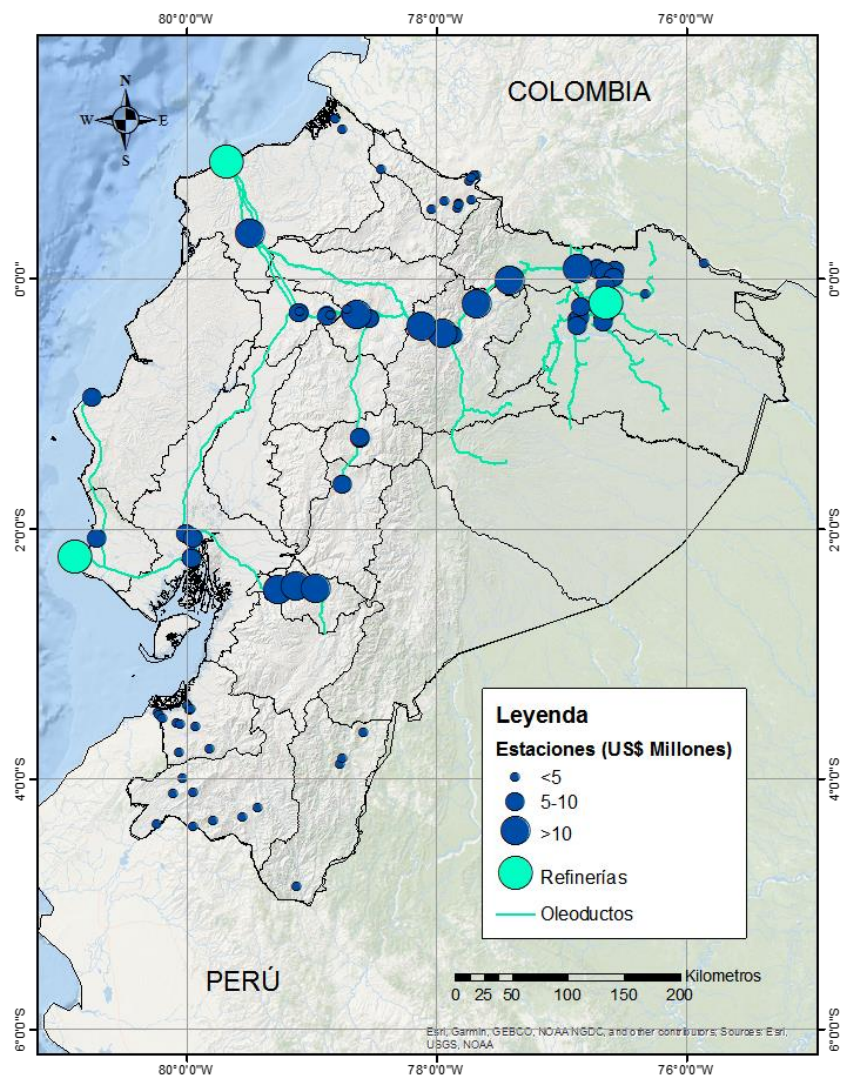 80°0'0"W 78°0'0"W 76°0'0"W
COLOMBIA
N
W E
S
0°0'0"
0°0'0"
2°0'0"S
2°0'0"S
Leyenda
Estaciones (US$ Millones)
<5
5-10
>10
Refinerías
Oleoductos
4°0'0"S
4°0'0"S
PERÚ
Kilometros
0 25 50 100 150 200
6°0'0"S
6°0'0"S
Esri, Garmin, GEBCO, NOAA NGDC, and other contributors, Sources: Esri,
USGS, NOAA
80°0'0"W 78°0'0"W 76°0'0"W